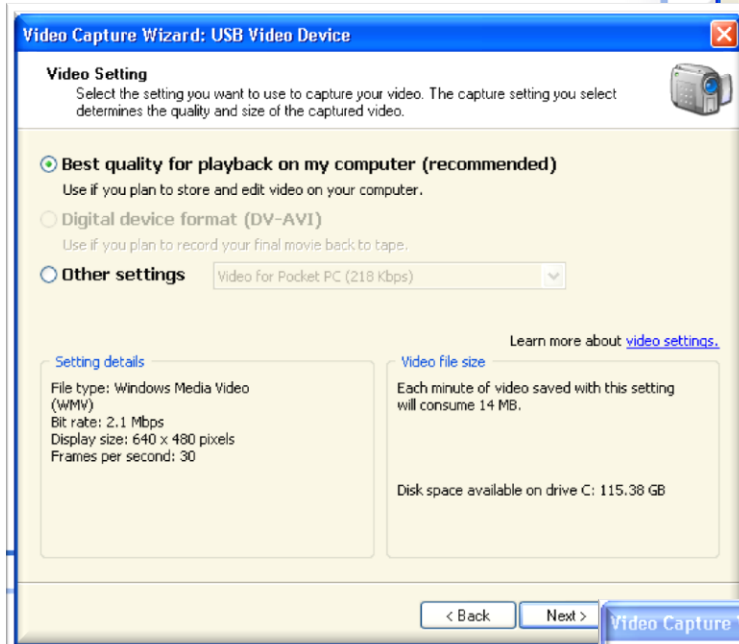 Video Capture Wizard: USB Video Device
Video Setting
Select the setting you want to use to capture your video. The capture setting you select
determines the quality and size of the captured video.
Best quality for playback on my computer (recommended)
Use if you plan to store and edit video on your computer.
Digital device format (DV-AVI)
Use if you plan to record your final movie back to tape.
Other settings
Video for Pocket PC (218 Kbps)
Learn more about video settings.
Setting details
File type: Windows Media Video
(WMV)
Bit rate: 2.1 Mbps
Display size: 640 x 480 pixels
Frames per second: 30
Video file size
Each minute of video saved with this setting
will consume 14 MB.
Disk space available on drive C: 115.38 GB
< Back
Next >
Video Capture